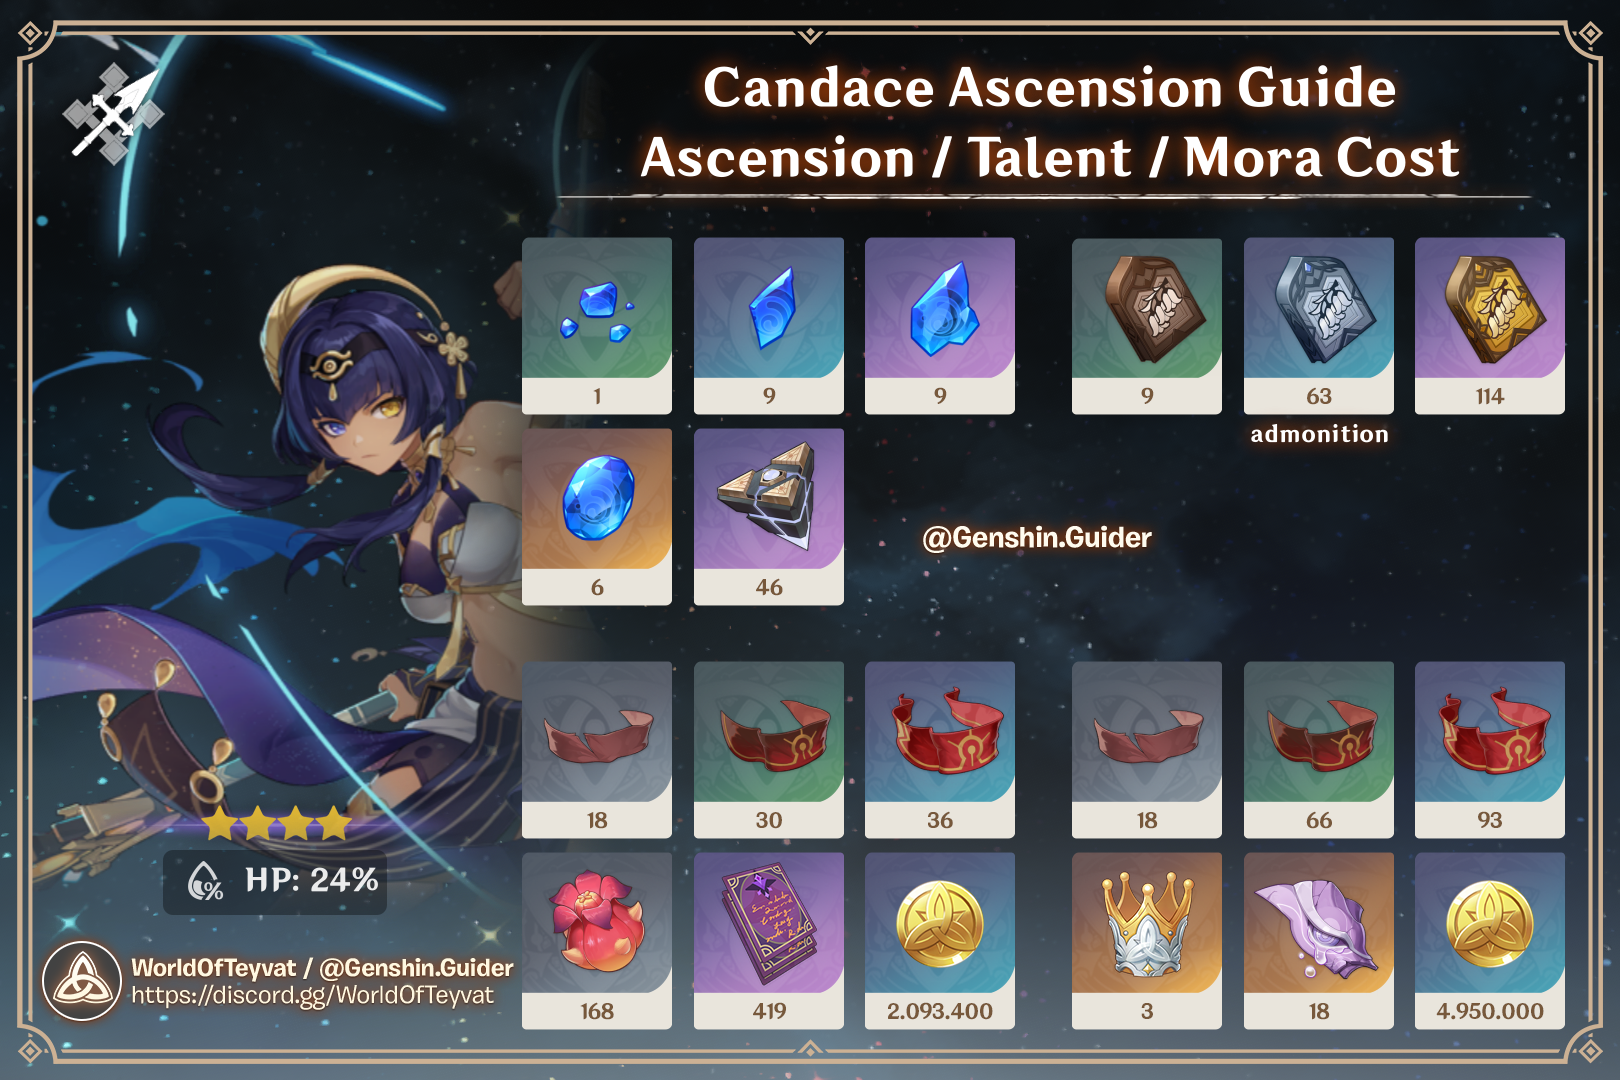 Candace Ascension Guide
Ascension / Talent / Mora Cost
1
9
9
9
63
114
admonition
6
46
@Genshin.Guider
18
30
36
18
66
93
168
419
2.093.400
3
18
4.950.000
HP: 24%
WorldOfTeyvat / @Genshin.Guider
https://discord.gg/WorldOfTeyvat